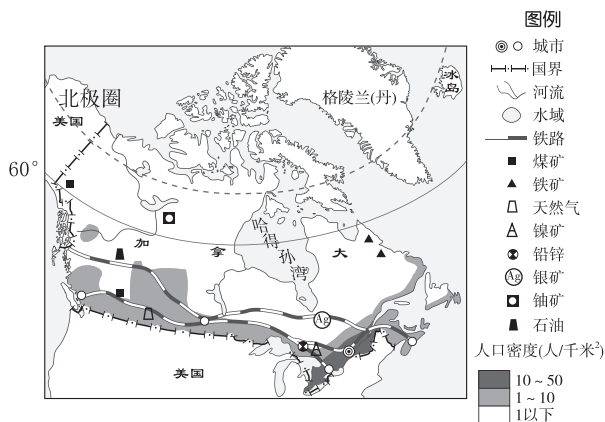 图例
城市
国界
河流
水域
铁路
煤矿
铁矿
天然气
镍矿
铅锌
Ag 银矿
铀矿
石油
人口密度(人/千米²)
10~50
1~10
1以下
北极圈
美国
格陵兰(丹)
冰岛
60°
加拿大
哈得孙湾
Ag
美国